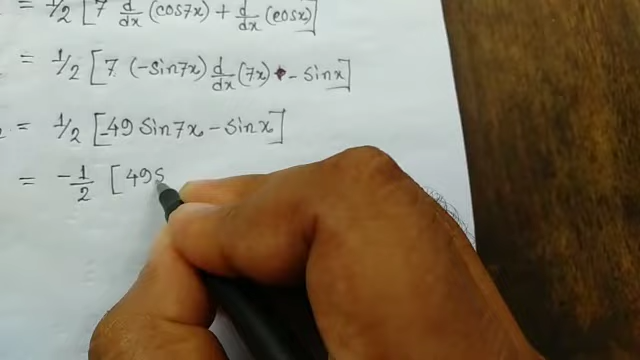 = 1/2 [7 d/dx (cos7x) + d/dx (cosx)]
= 1/2 [7. (-sin7x) d/dx (7x) - sinx]
= 1/2 [-49 sin7x - sinx]
= - 1/2 [49s